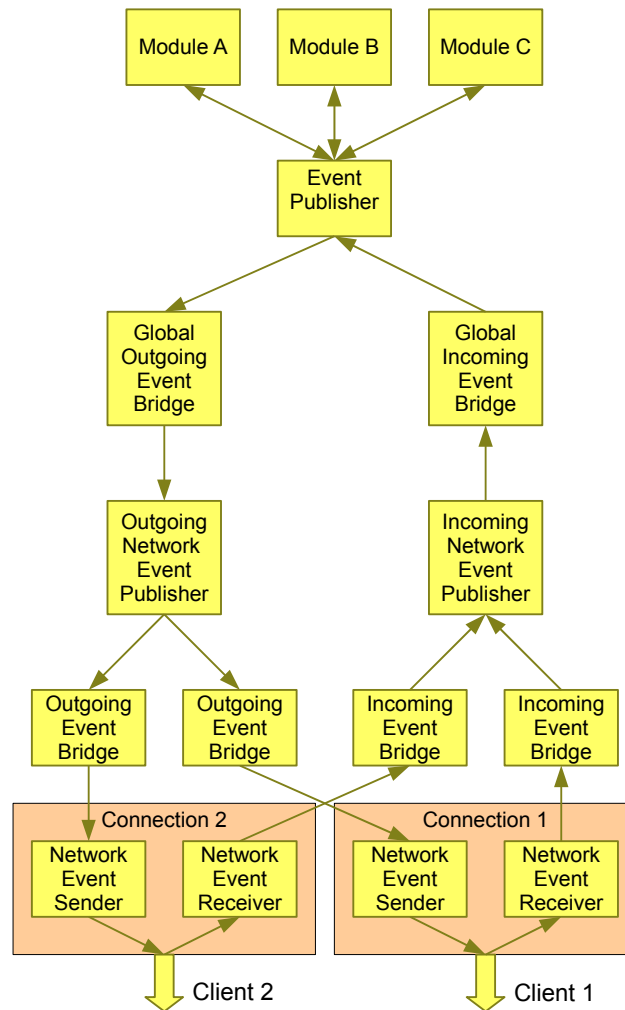 Module A
Module B
Module C
Event
Publisher
Global
Outgoing
Event
Bridge
Global
Incoming
Event
Bridge
Outgoing
Network
Event
Publisher
Incoming
Network
Event
Publisher
Outgoing
Event
Bridge
Outgoing
Event
Bridge
Incoming
Event
Bridge
Incoming
Event
Bridge
Connection 2
Network
Event
Sender
Network
Event
Receiver
Connection 1
Network
Event
Sender
Network
Event
Receiver
Client 2
Client 1